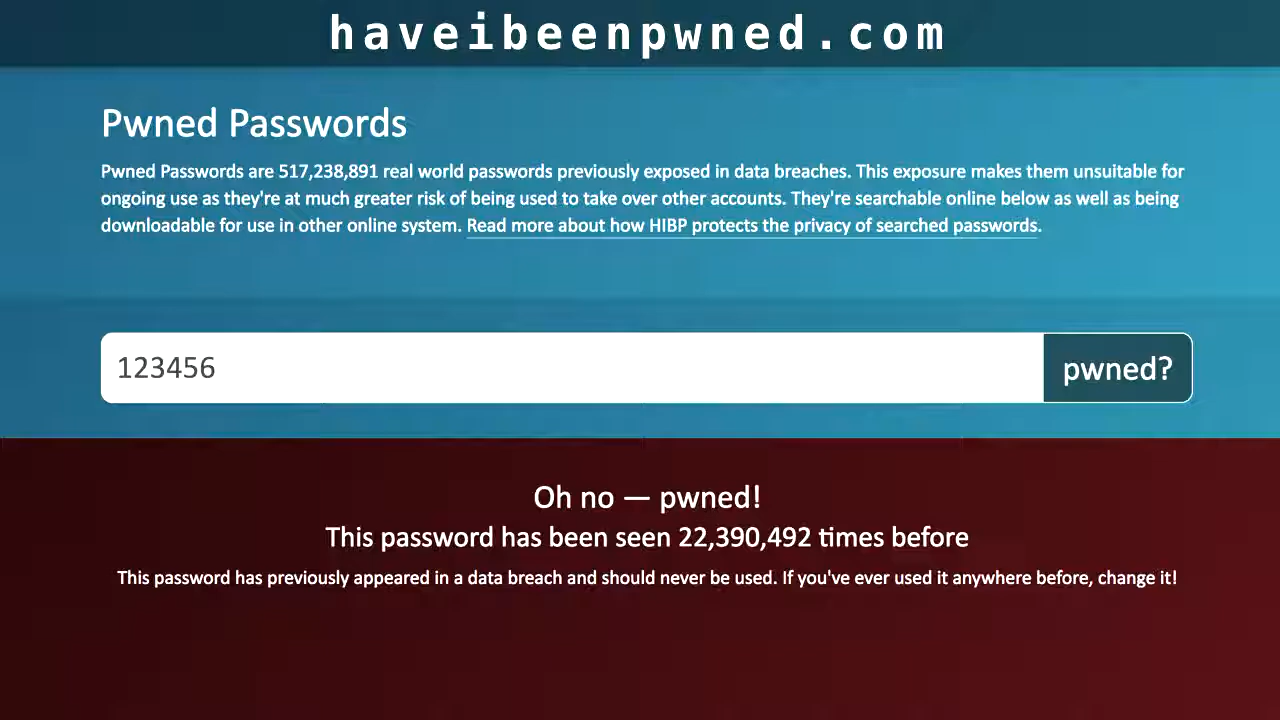 haveibeenpwned.com
Pwned Passwords
Pwned Passwords are 517,238,891 real world passwords previously exposed in data breaches. This exposure makes them unsuitable for
ongoing use as they're at much greater risk of being used to take over other accounts. They're searchable online below as well as being
downloadable for use in other online system. Read more about how HIBP protects the privacy of searched passwords.
123456
pwned?
Oh no — pwned!
This password has been seen 22,390,492 times before
This password has previously appeared in a data breach and should never be used. If you've ever used it anywhere before, change it!